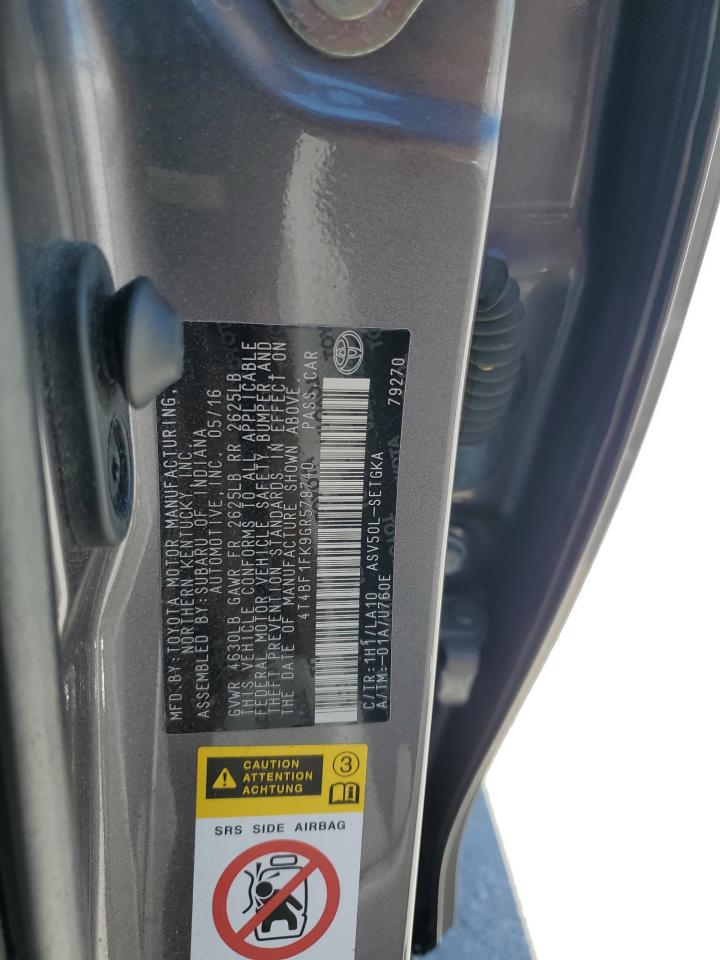 MFD.BY:TOYOTA MOTOR MANUFACTURING,
NORTHERN KENTUCKY, INC.
ASSEMBLED BY:SUBARU OF INDIANA
AUTOMOTIVE,INC. 05/16
GVWR 4630LB GAWR FR 2625LB RR 2625LB
THIS VEHICLE CONFORMS TO ALL APPLICABLE
FEDERAL MOTOR VEHICLE SAFETY, BUMPER AND
THEFT PREVENTION STANDARDS IN EFFECT ON
THE DATE OF MANUFACTURE SHOWN ABOVE.
4T4BF1FK9GR578740 PASS.CAR
C/TR:1H1/LA10 ASV50L-SETGKA
A/TM:-01A/U760E 79270
TOYOTA
CAUTION
ATTENTION
ACHTUNG
3
SRS SIDE AIRBAG